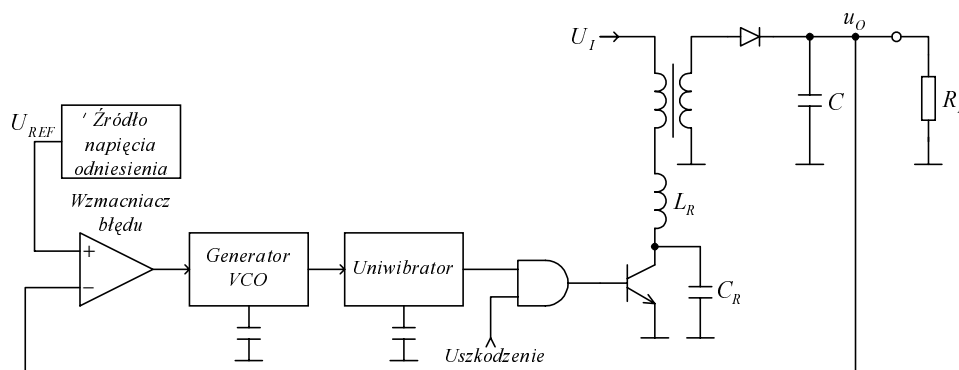 u_O
U_I
U_REF
′ Źródło
napięcia
odniesienia
C
R
Wzmacniacz
błędu
+
−
Generator
VCO
Uniwibrator
L_R
C_R
Uszkodzenie